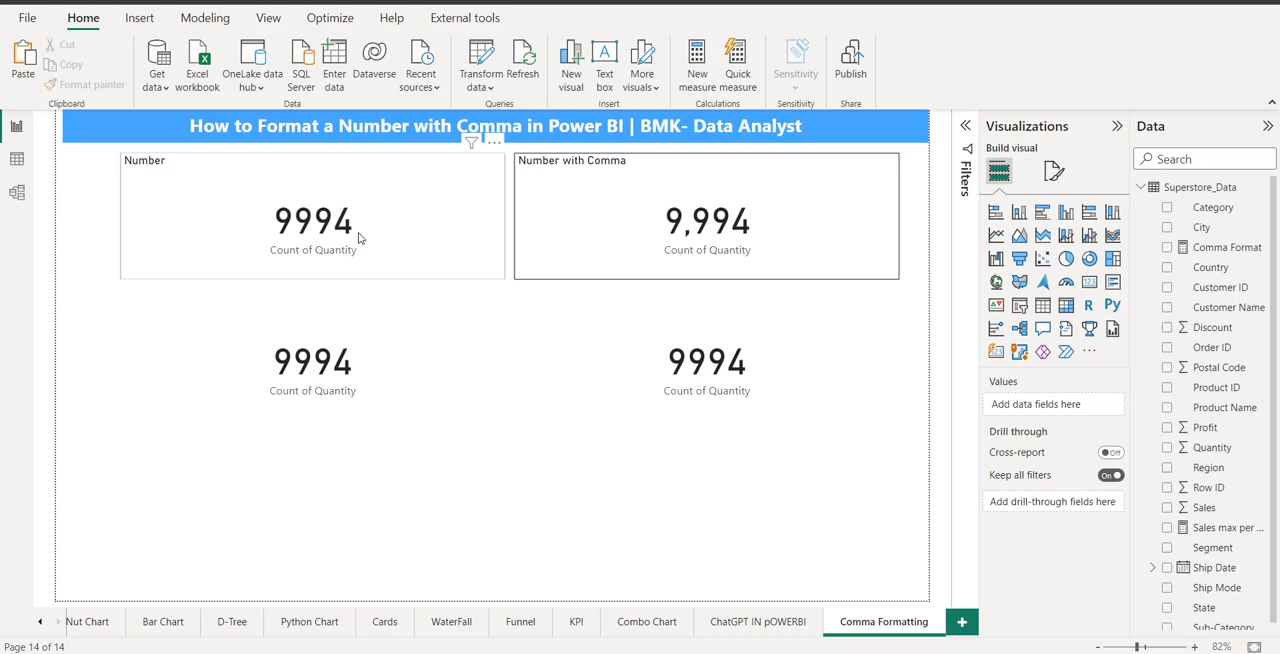 File Home Insert Modeling View Optimize Help External tools
Paste
Cut
Copy
Format painter
Clipboard
Get data
Excel workbook
OneLake data hub
SQL Server
Enter data
Dataverse
Recent sources
Data
Transform data
Refresh
Queries
New visual
Text box
More visuals
Insert
New measure
Quick measure
Calculations
Sensitivity
Sensitivity
Publish
Share
How to Format a Number with Comma in Power BI | BMK- Data Analyst
Number
9994
Count of Quantity
Number with Comma
9,994
Count of Quantity
9994
Count of Quantity
9994
Count of Quantity
Filters
Visualizations
Build visual
R Py
Values
Add data fields here
Drill through
Cross-report Off
Keep all filters On
Add drill-through fields here
Data
Search
Superstore_Data
Category
City
Comma Format
Country
Customer ID
Customer Name
Discount
Order ID
Postal Code
Product ID
Product Name
Profit
Quantity
Region
Row ID
Sales
Sales max per ...
Segment
Ship Date
Ship Mode
State
Sub-Category
Nut Chart Bar Chart D-Tree Python Chart Cards WaterFall Funnel KPI Combo Chart ChatGPT IN pOWERBI Comma Formatting +
Page 14 of 14
- + 82%